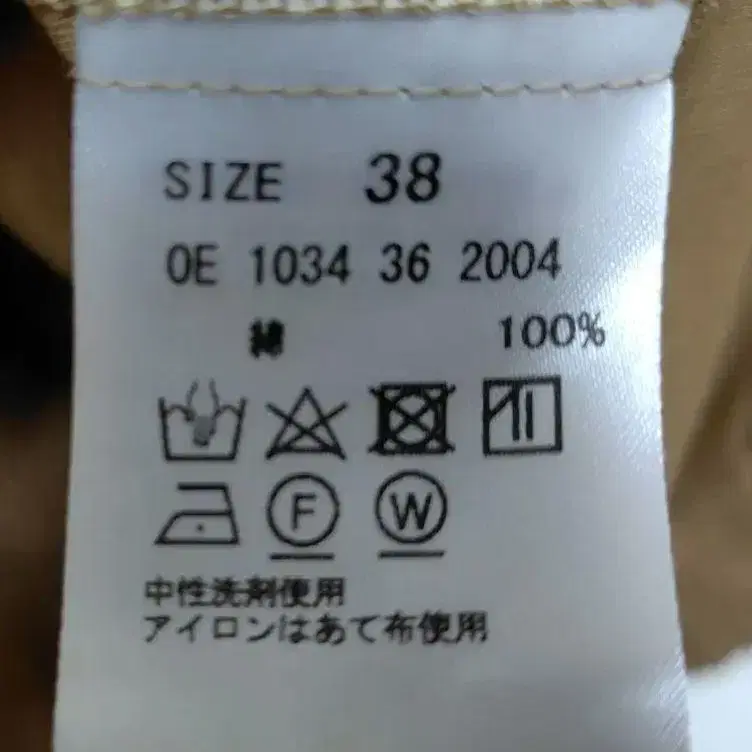 SIZE 38
OE 1034 36 2004
綿 100%
F W
中性洗剤使用
アイロンはあて布使用